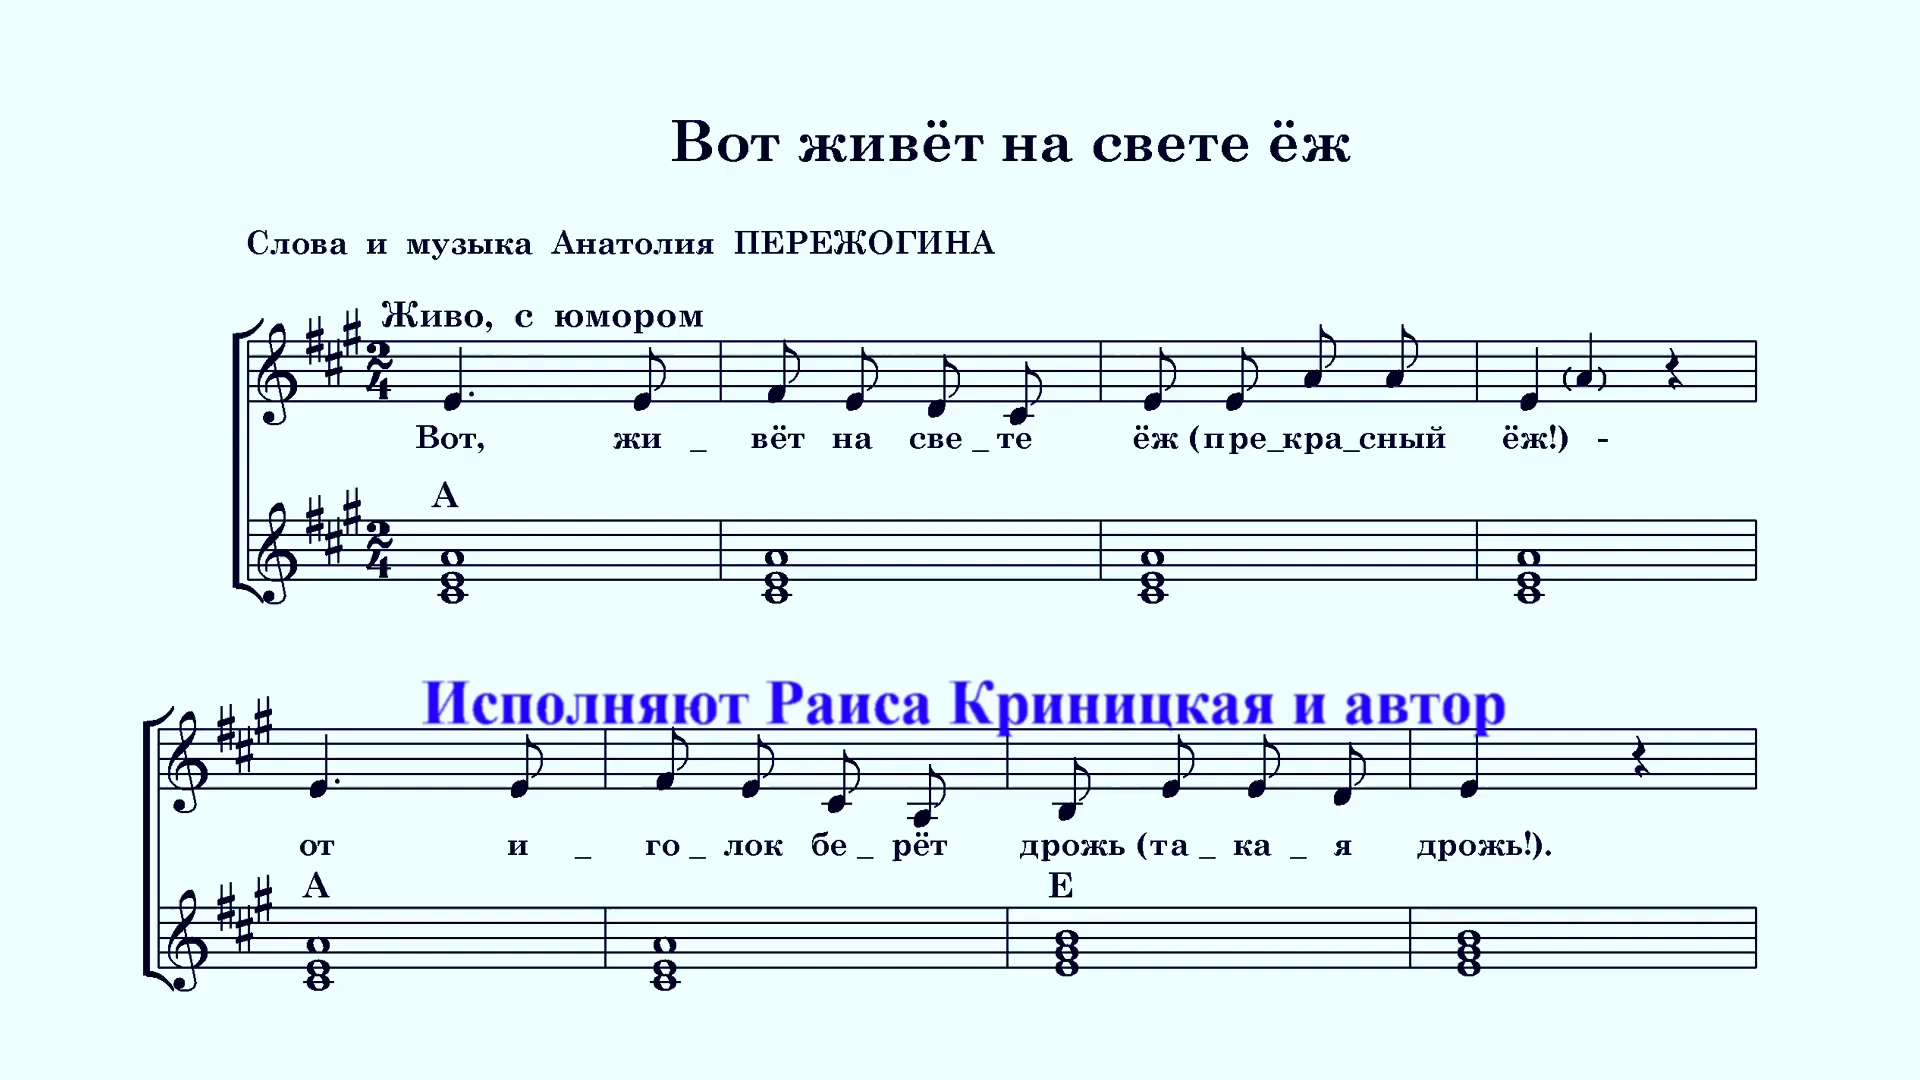 Вот живёт на свете ёж
Слова и музыка Анатолия ПЕРЕЖОГИНА
Живо, с юмором
Вот, жи _ вёт на све _ те ёж (пре_кра_сный ёж!) -
A
Исполняют Раиса Криницкая и автор
от и _ го _ лок бе _ рёт дрожь (та _ ка _ я дрожь!).
A E